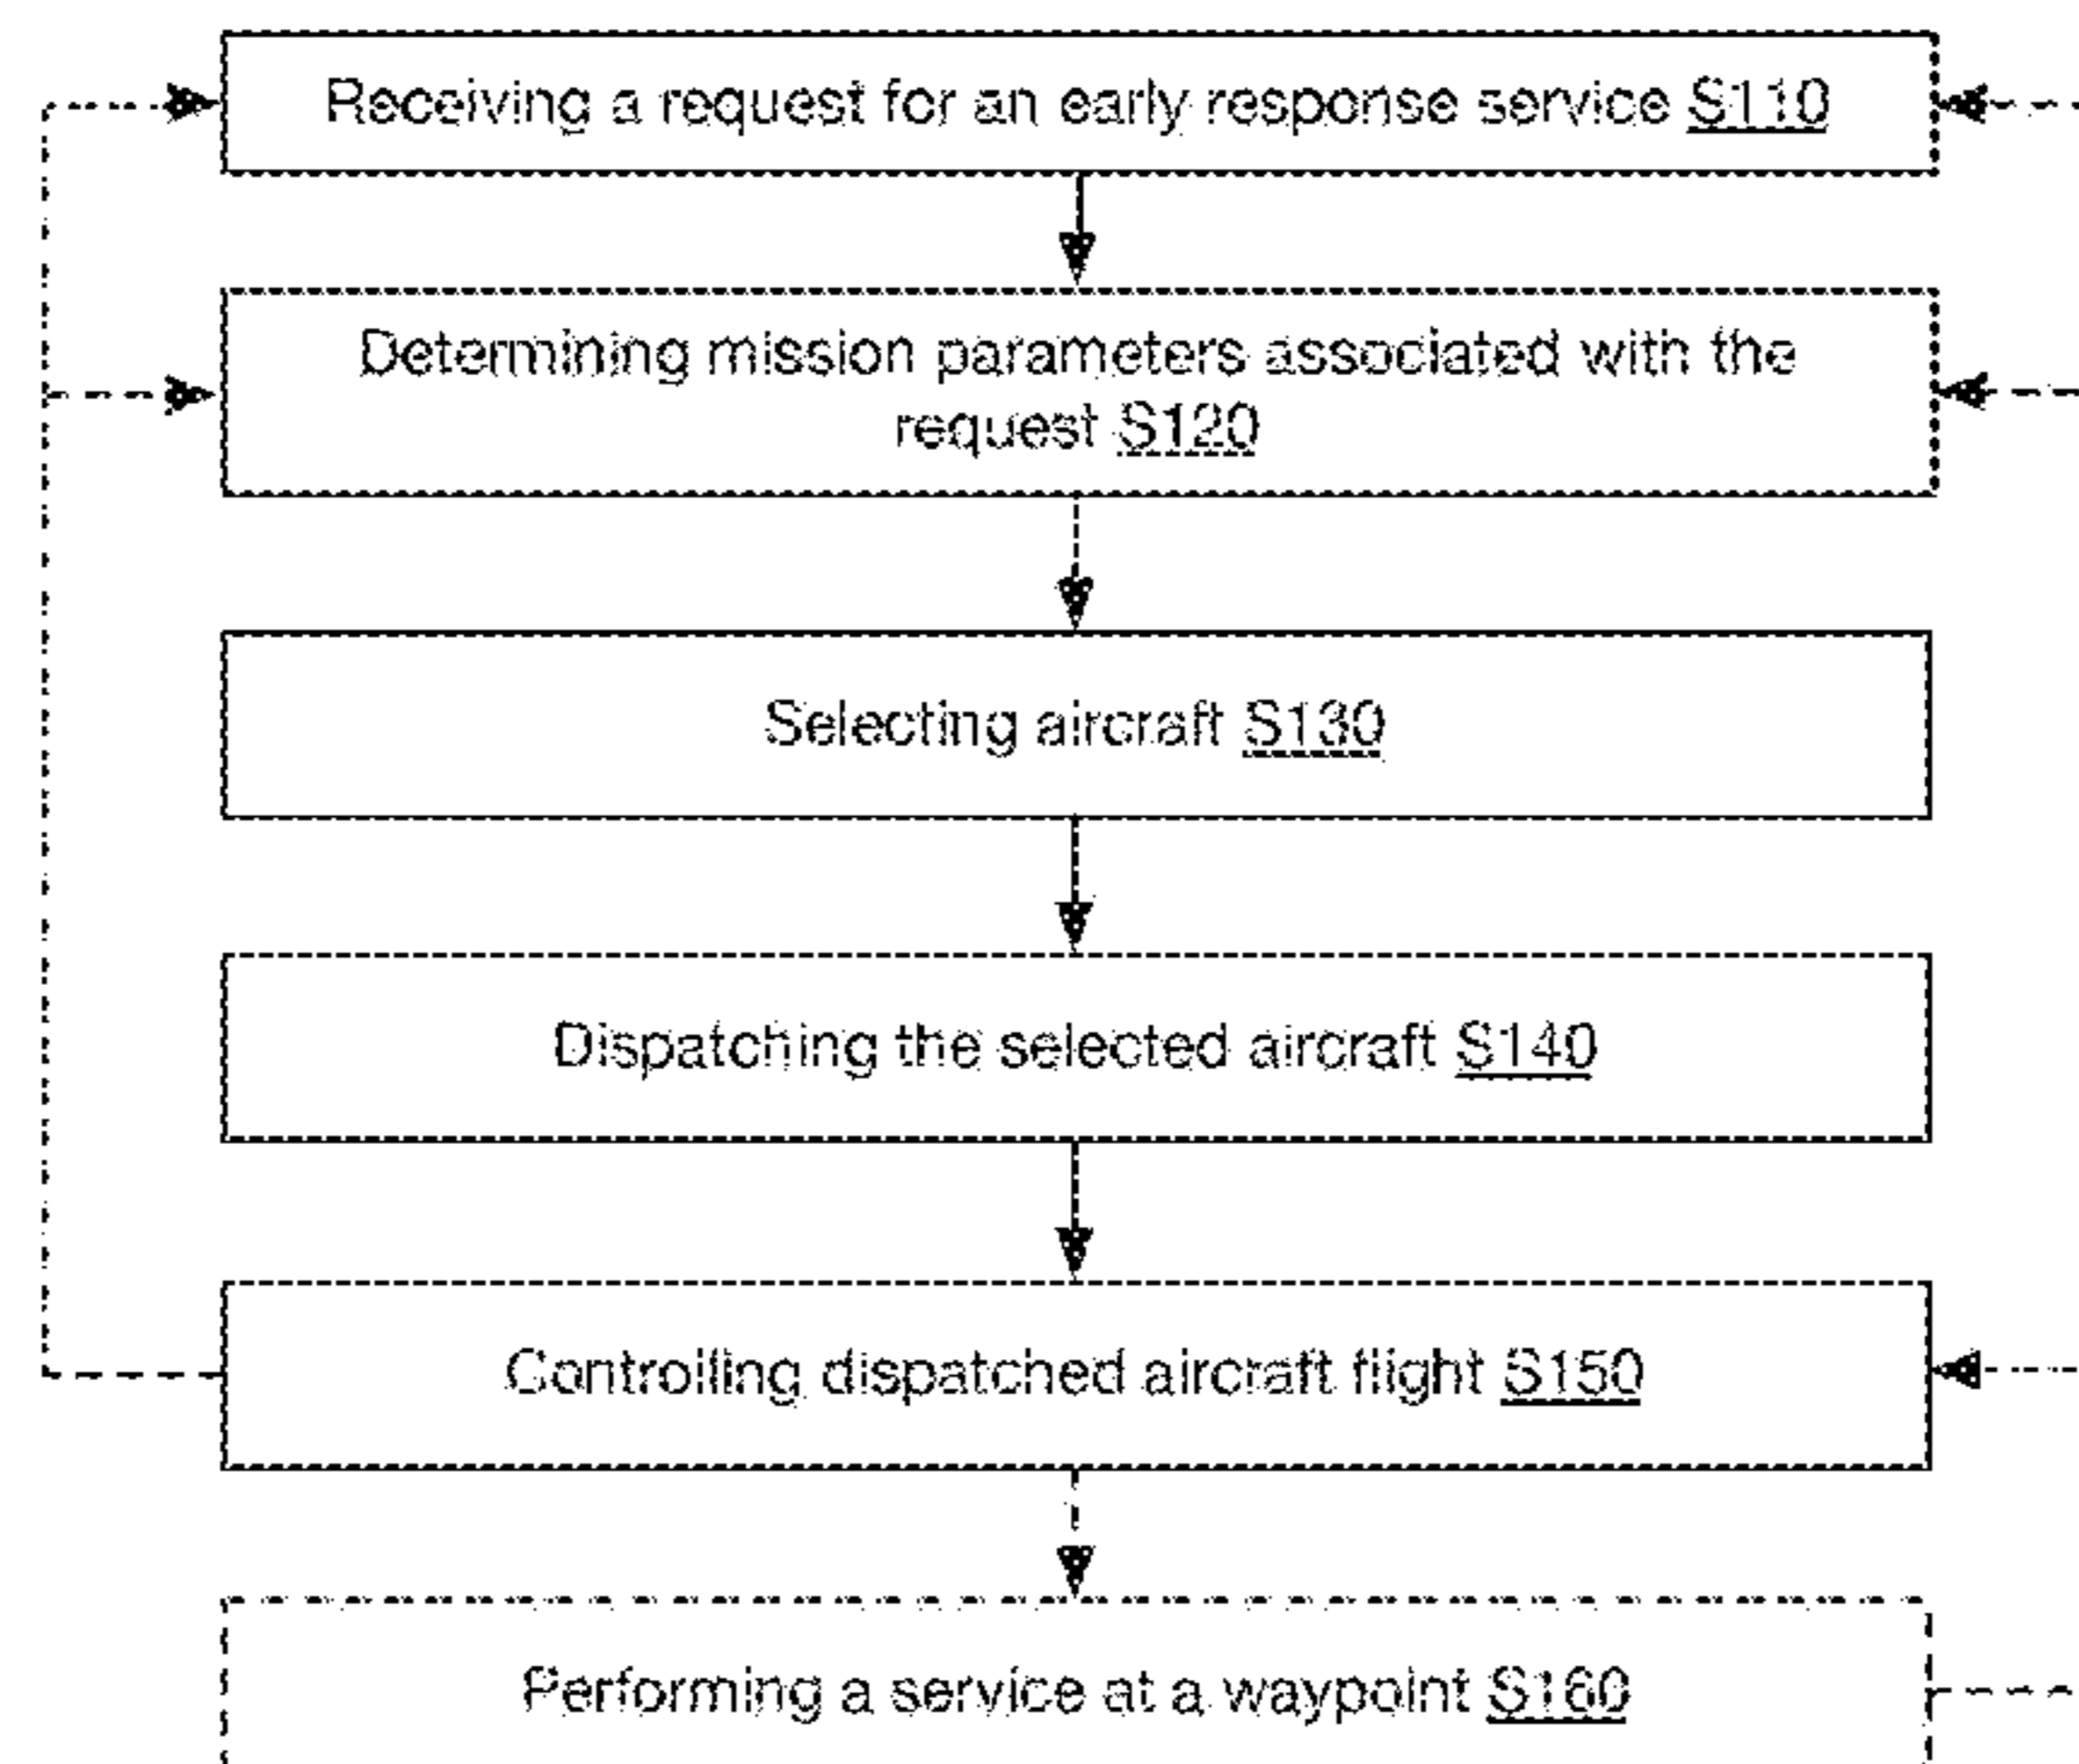 Receiving a request for an early response service S110
Determining mission parameters associated with the
request S120
Selecting aircraft S130
Dispatching the selected aircraft S140
Controlling dispatched aircraft flight S150
Performing a service at a waypoint S160